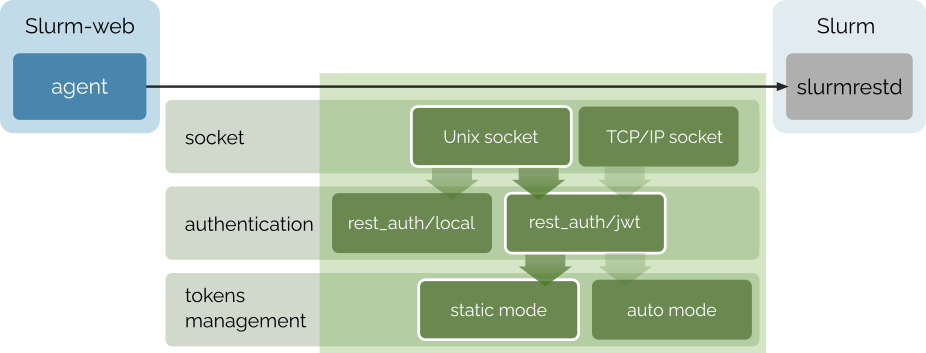 Slurm-web
Slurm
agent
slurmrestd
socket
Unix socket
TCP/IP socket
authentication
rest_auth/local
rest_auth/jwt
tokens
management
static mode
auto mode